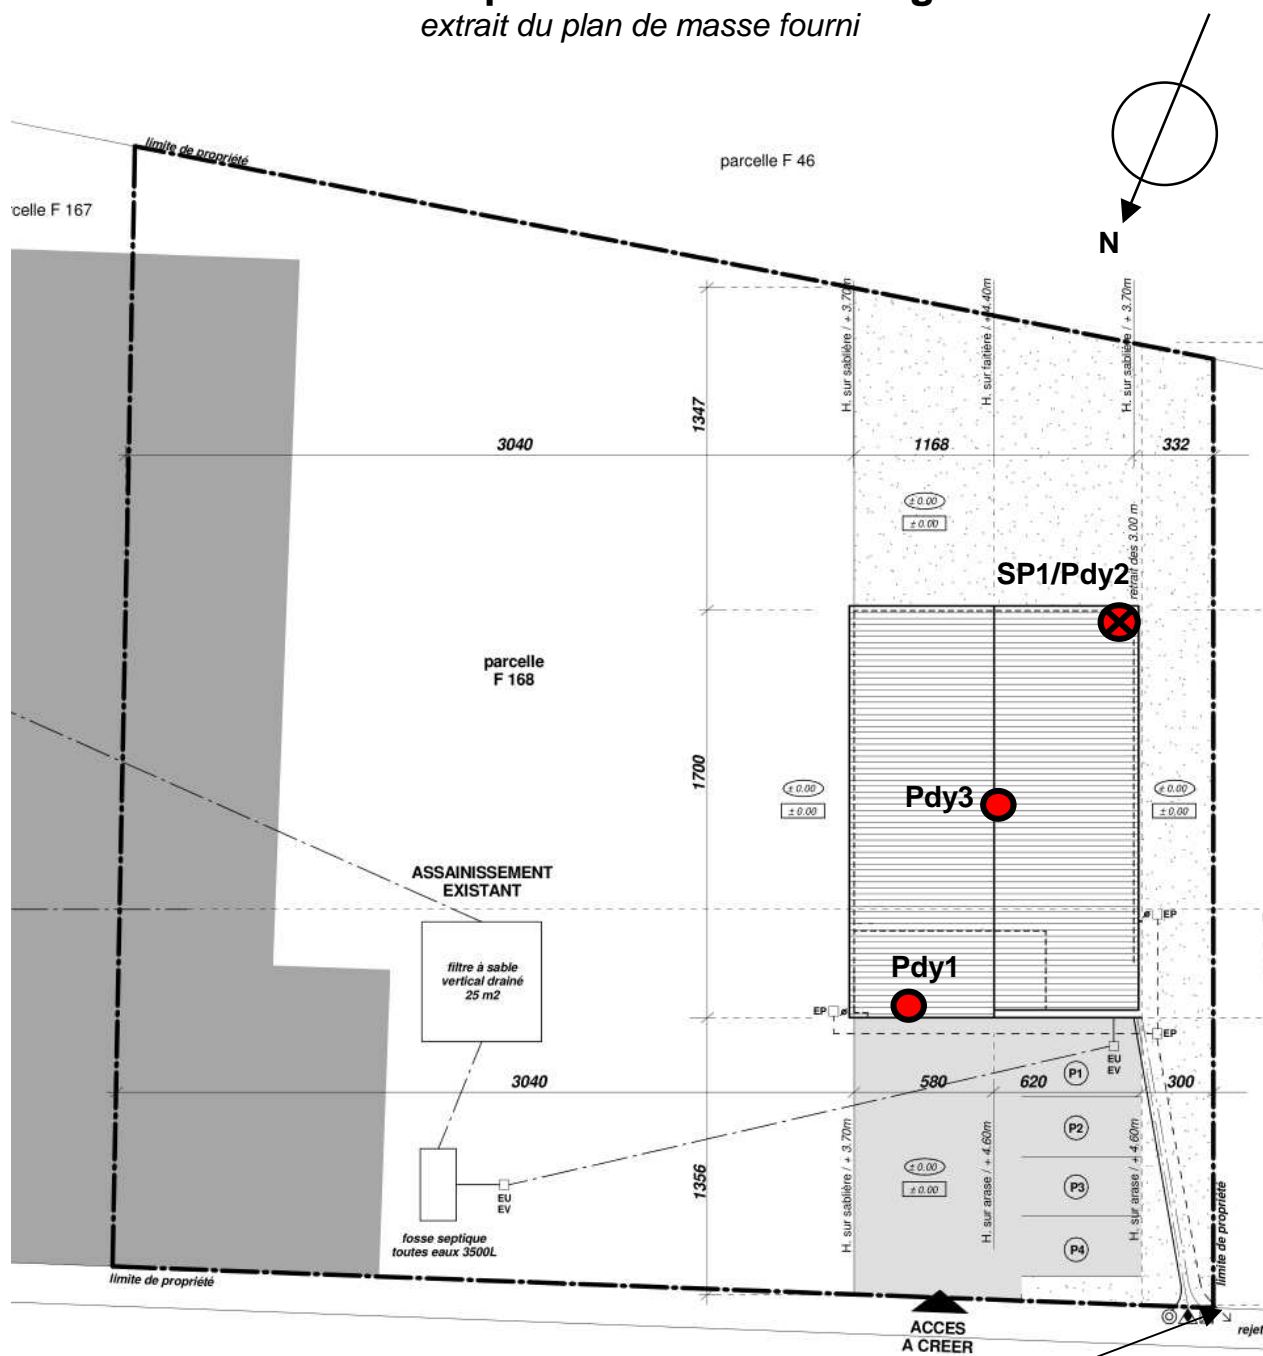 extrait du plan de masse fourni
limite de propriété
parcelle F 46
celle F 167
N
H. sur sablière / + 3.70m
H. sur faitière / + 4.40m
H. sur sablière / + 3.70m
1347
3040
1168
332
± 0.00
± 0.00
retrait des 3.00 m
SP1/Pdy2
parcelle
F 168
1700
± 0.00
± 0.00
Pdy3
± 0.00
± 0.00
ASSAINISSEMENT
EXISTANT
filtre à sable
vertical drainé
25 m2
Pdy1
EP
EP
EP
EU
EV
3040
580
620
P1
300
P2
H. sur sablière / + 3.70m
H. sur arase / + 4.60m
H. sur arase / + 4.60m
1356
± 0.00
± 0.00
P3
EU
EV
P4
fosse septique
toutes eaux 3500L
limite de propriété
limite de propriété
ACCES
A CREER
rejet